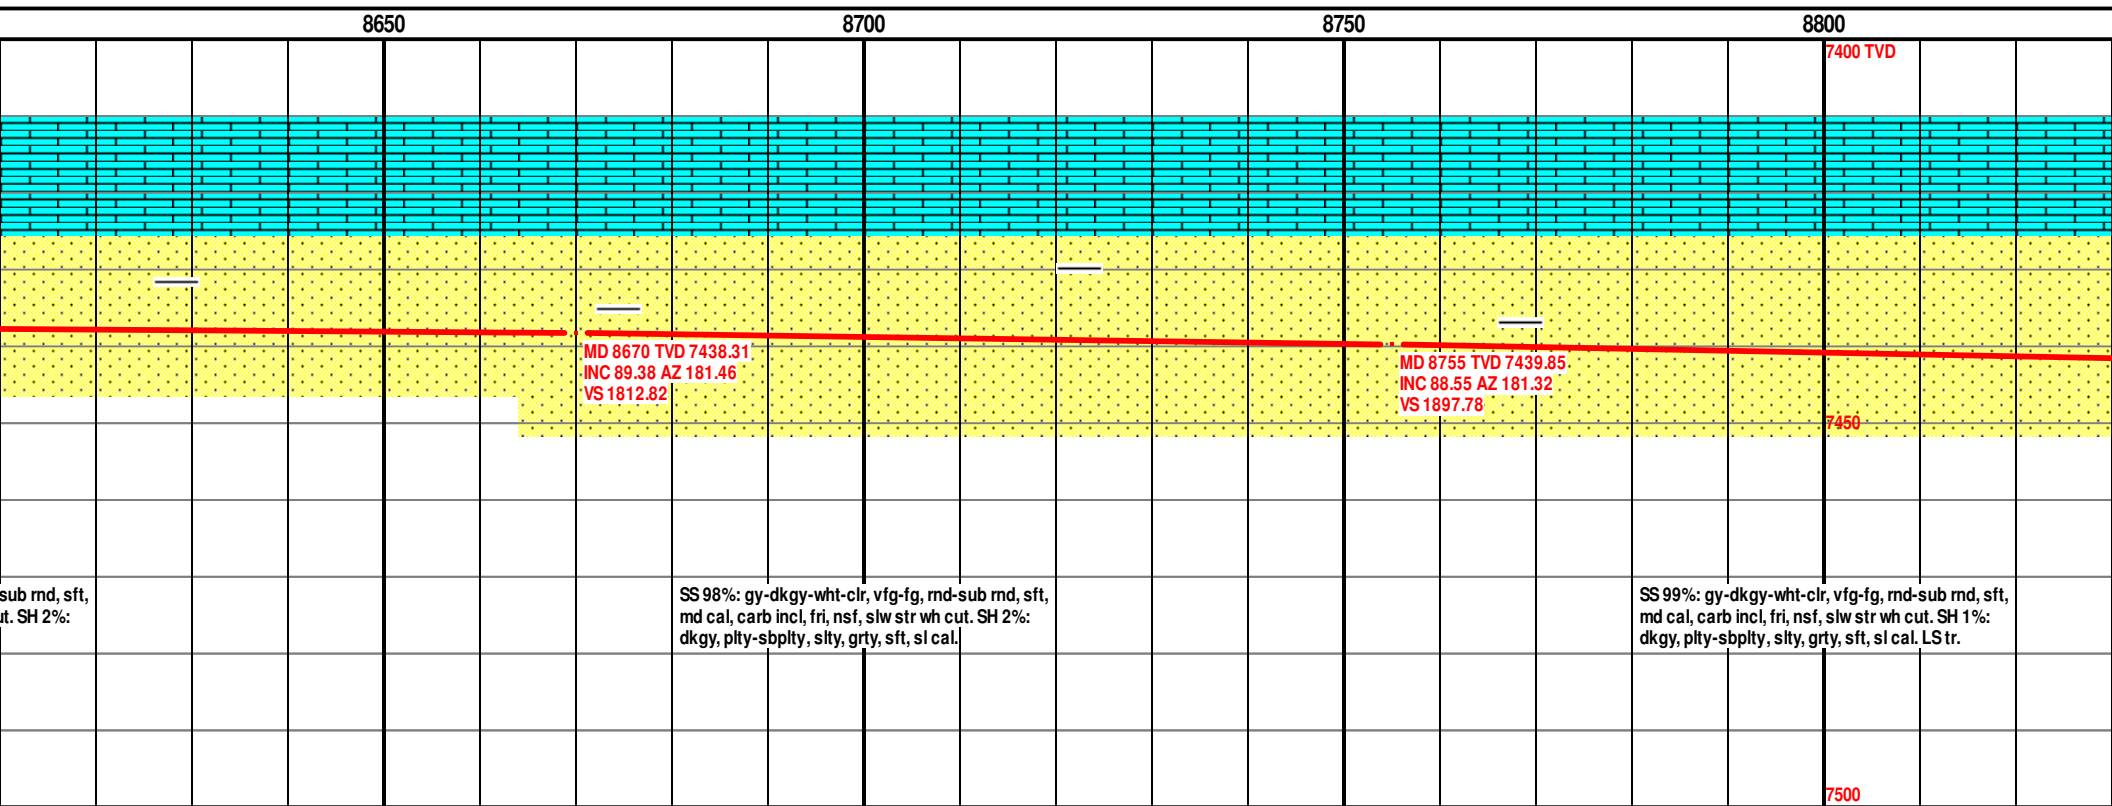 8650 8700 8750 8800
7400 TVD
MD 8670 TVD 7438.31
INC 89.38 AZ 181.46
VS 1812.82
MD 8755 TVD 7439.85
INC 88.55 AZ 181.32
VS 1897.78
7450
sub rnd, sft,
ut. SH 2%:
SS 98%: gy-dkgy-wht-clr, vfg-fg, rnd-sub rnd, sft,
md cal, carb incl, fri, nsf, slw str wh cut. SH 2%:
dkgy, plty-sbplty, slty, grty, sft, sl cal.
SS 99%: gy-dkgy-wht-clr, vfg-fg, rnd-sub rnd, sft,
md cal, carb incl, fri, nsf, slw str wh cut. SH 1%:
dkgy, plty-sbplty, slty, grty, sft, sl cal. LS tr.
7500